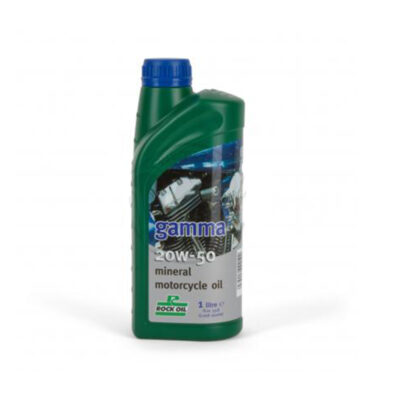 gamma
20W-50
mineral
motorcycle oil
ROCK OIL
1 litre e